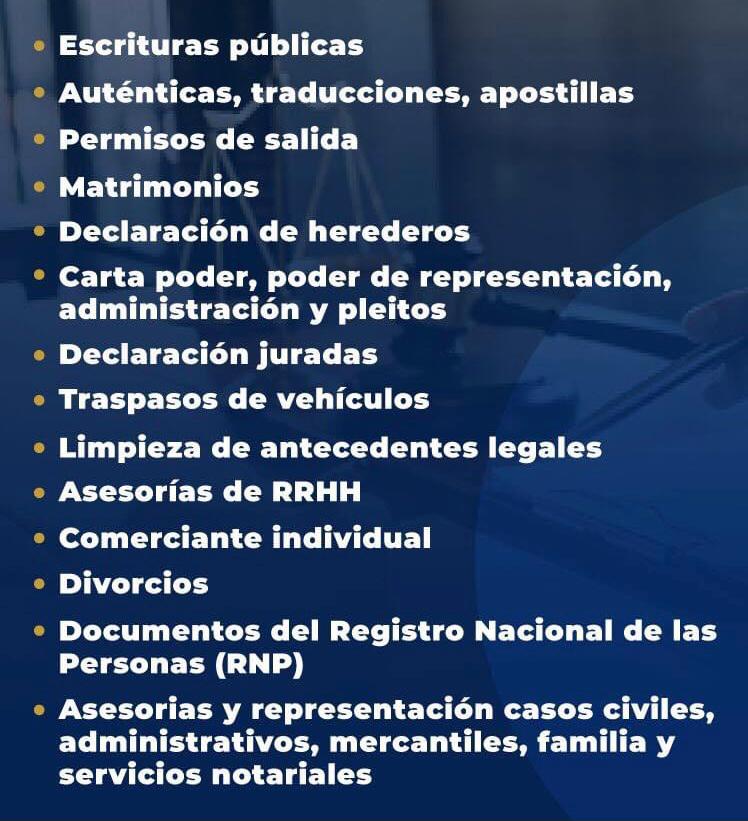 • Escrituras públicas
• Auténticas, traducciones, apostillas
• Permisos de salida
• Matrimonios
• Declaración de herederos
• Carta poder, poder de representación,
administración y pleitos
• Declaración juradas
• Traspasos de vehículos
• Limpieza de antecedentes legales
• Asesorías de RRHH
• Comerciante individual
• Divorcios
• Documentos del Registro Nacional de las
Personas (RNP)
• Asesorias y representación casos civiles,
administrativos, mercantiles, familia y
servicios notariales